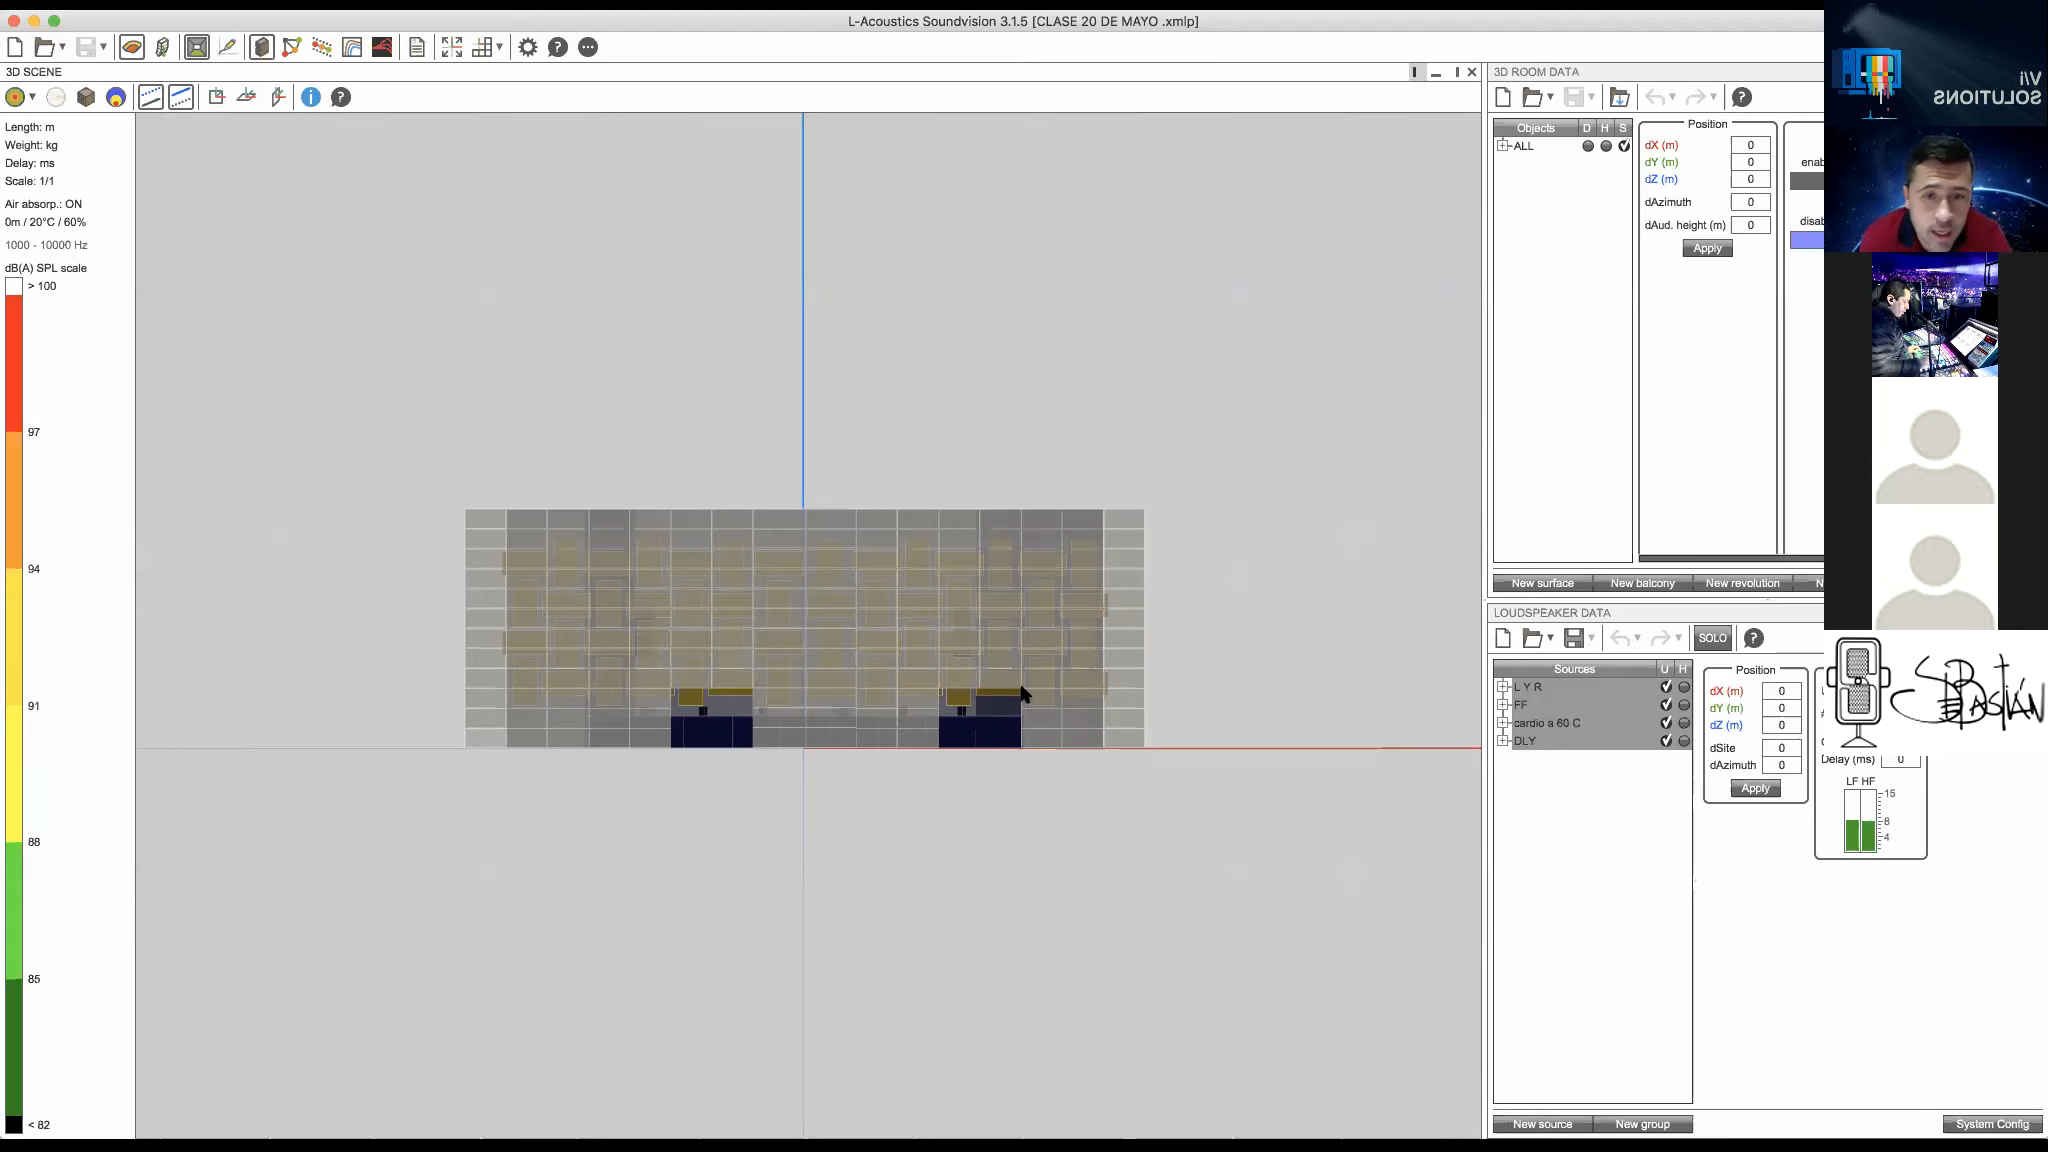 L-Acoustics Soundvision 3.1.5 [CLASE 20 DE MAYO .xmlp]
3D SCENE
Length: m
Weight: kg
Delay: ms
Scale: 1/1
Air absorp.: ON
0m / 20°C / 60%
1000 - 10000 Hz
dB(A) SPL scale
> 100
97
94
91
88
85
< 82
3D ROOM DATA
Objects D H S
ALL
Position
dX (m) 0
dY (m) 0
dZ (m) 0
dAzimuth 0
dAud. height (m) 0
Apply
enab
disab
New surface New balcony New revolution N
LOUDSPEAKER DATA
SOLO
Sources U H
L Y R
FF
cardio a 60 C
DLY
Position
dX (m) 0
dY (m) 0
dZ (m) 0
dSite 0
dAzimuth 0
Apply
Delay (ms) 0
LF HF
15
8
4
New source New group System Config
V/i
SOLUTIONS
SEBASTIÁN